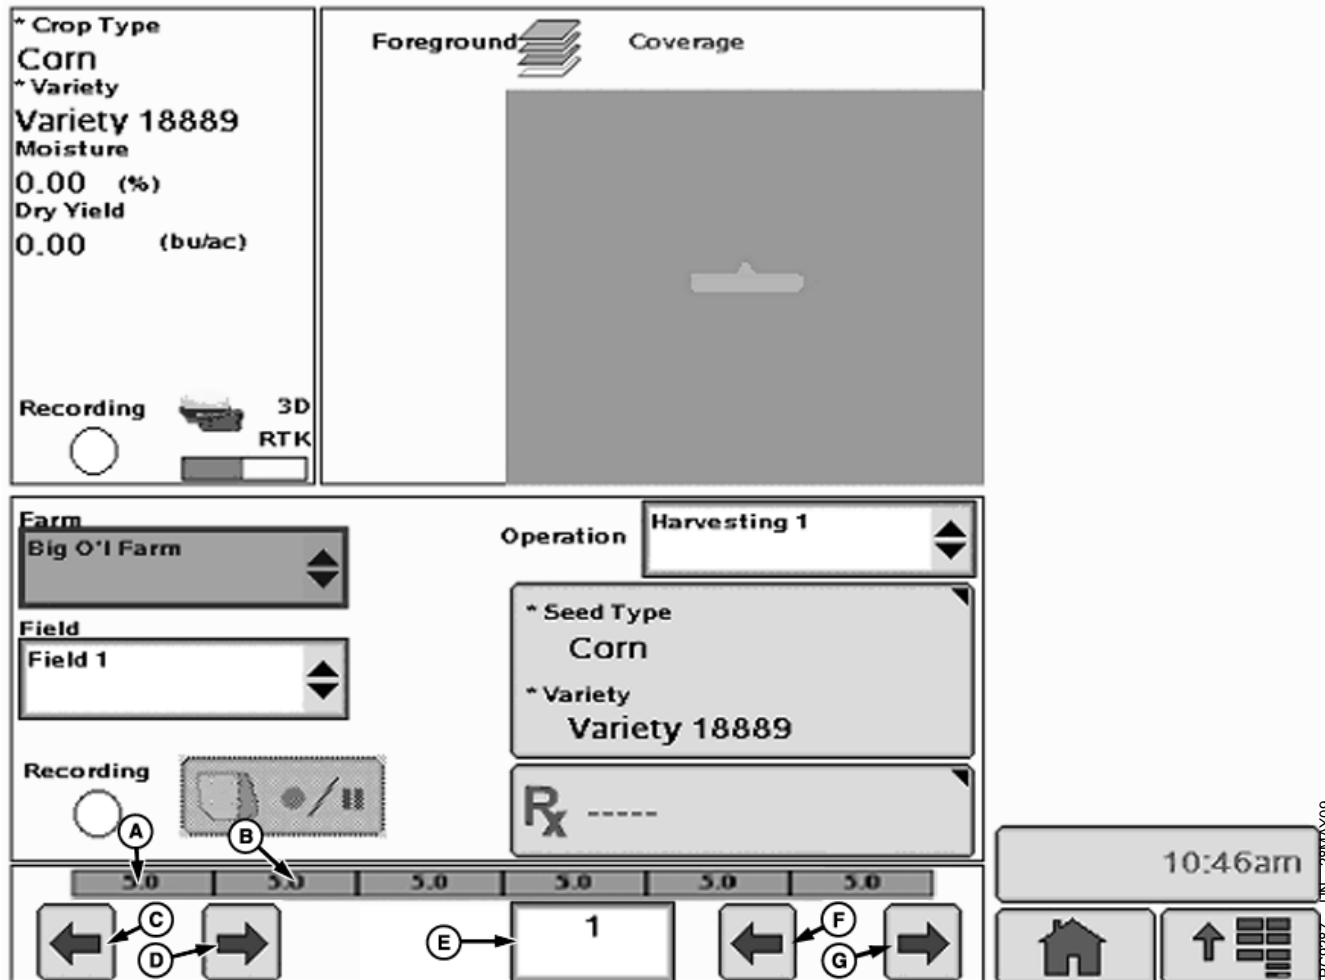 * Crop Type
Corn
* Variety
Variety 18889
Moisture
0.00 (%)
Dry Yield
0.00 (bu/ac)
Recording
3D
RTK
Foreground Coverage
Farm
Big O'l Farm
Field
Field 1
Recording
Operation
Harvesting 1
* Seed Type
Corn
* Variety
Variety 18889
Rx -----
A
B
5.0 5.0 5.0 5.0 5.0 5.0
C
D
E
1
F
G
10:46am